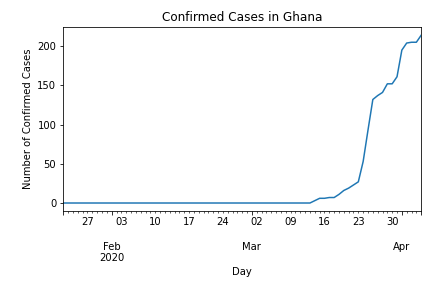 Confirmed Cases in Ghana
Number of Confirmed Cases
200
150
100
50
0
27 03 10 17 24 02 09 16 23 30
Feb Mar Apr
2020
Day